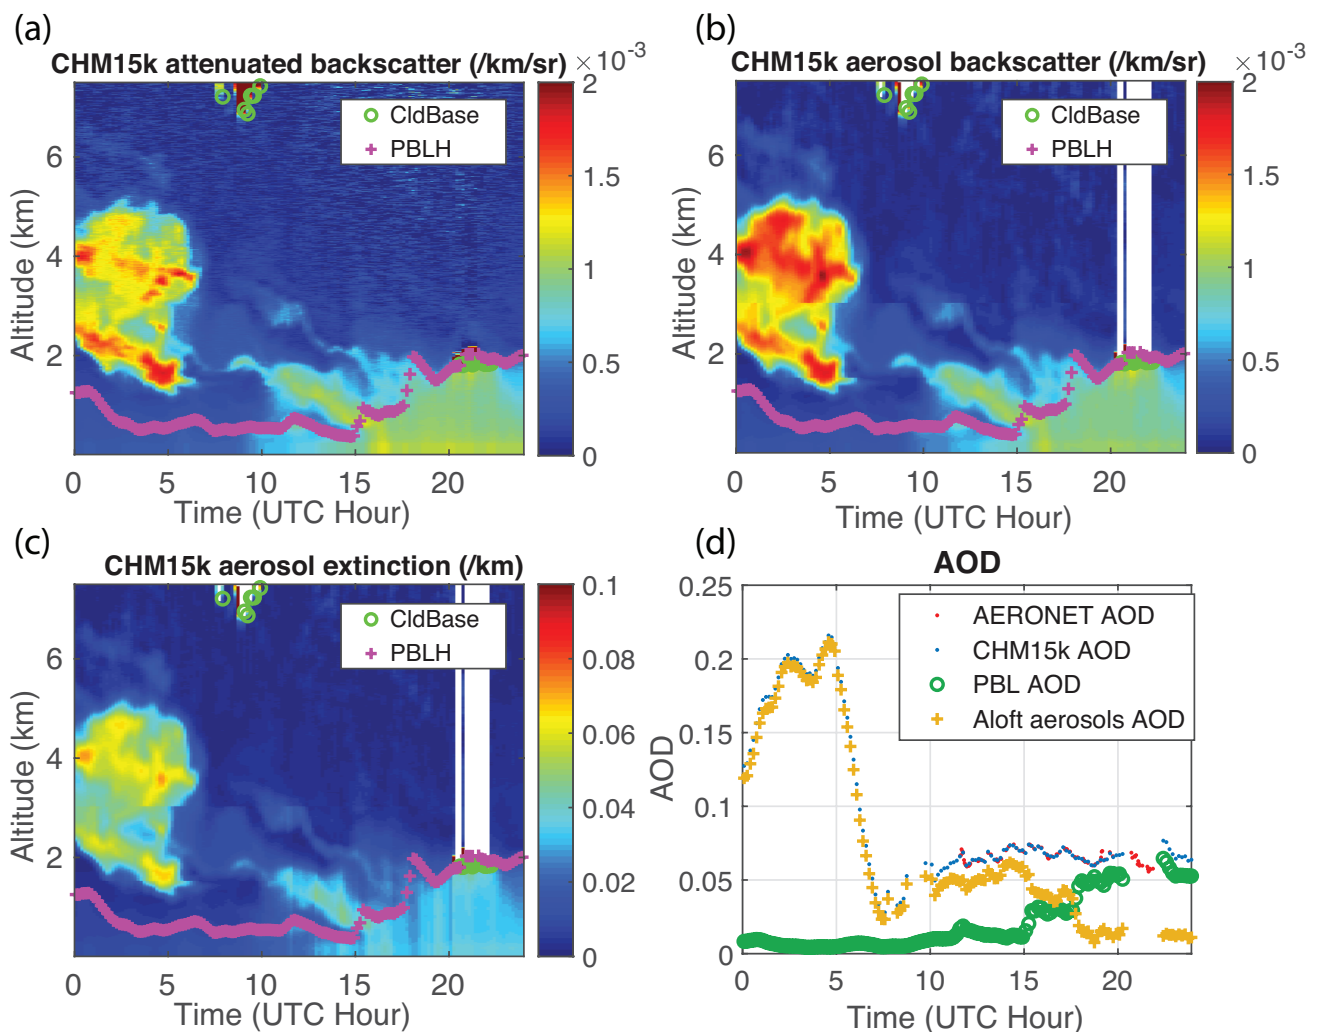 (a)
CHM15k attenuated backscatter (/km/sr) ×10-3
2
CldBase
PBLH
6
1.5
4
1
2
0.5
0
Altitude (km)
0 5 10 15 20
Time (UTC Hour)
(b)
CHM15k aerosol backscatter (/km/sr) ×10-3
2
CldBase
PBLH
6
1.5
4
1
2
0.5
0
Altitude (km)
0 5 10 15 20
Time (UTC Hour)
(c)
CHM15k aerosol extinction (/km)
0.1
CldBase
PBLH
6
0.08
4
0.06
0.04
2
0.02
0
Altitude (km)
0 5 10 15 20
Time (UTC Hour)
(d)
AOD
0.25
AERONET AOD
CHM15k AOD
PBL AOD
Aloft aerosols AOD
0.2
0.15
0.1
0.05
0
AOD
0 5 10 15 20
Time (UTC Hour)